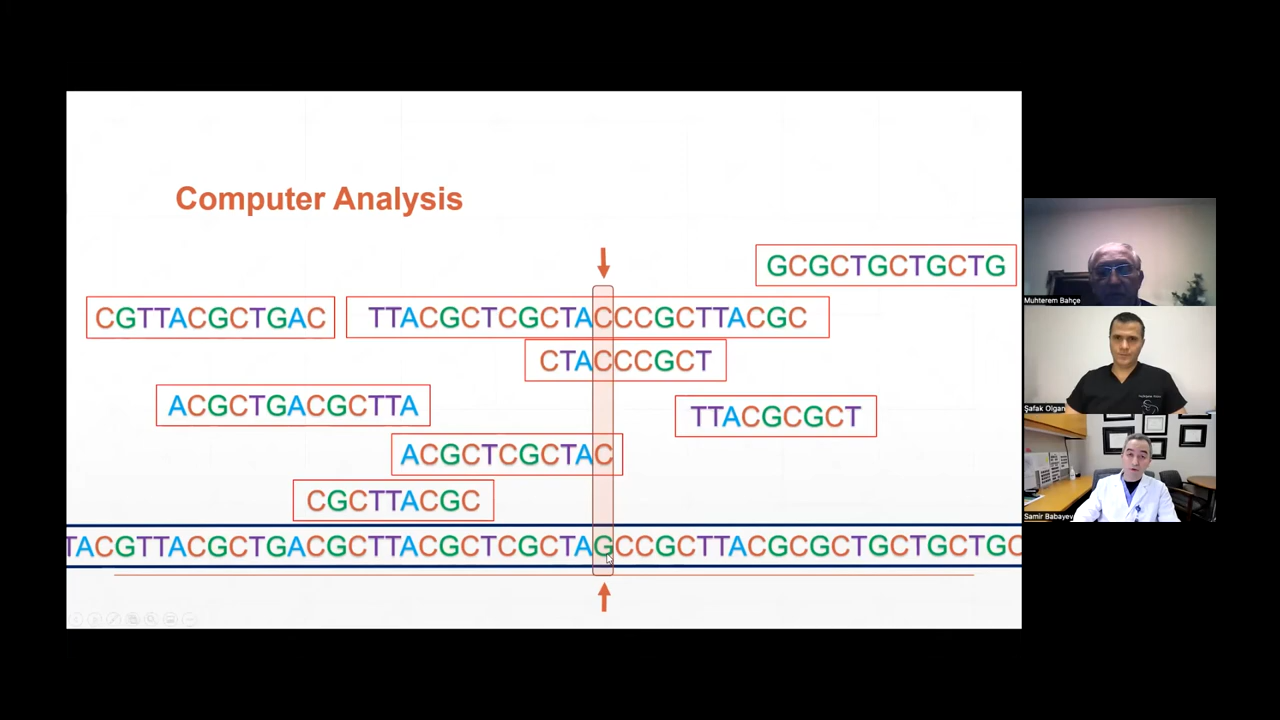 Computer Analysis
GCGCTGCTGCTG
CGTTACGCTGAC
TTACGCTCGCTACCCGCTTACGC
CTACCCGCT
ACGCTGACGCTTA
TTACGCGCT
ACGCTCGCTAC
CGCTTACGC
TACGTTACGCTGACGCTTACGCTCGCTAGCCGCTTACGCGCTGCTGCTGC
Muhterem Bahçe
Şafak Olgan
Samir Babayev